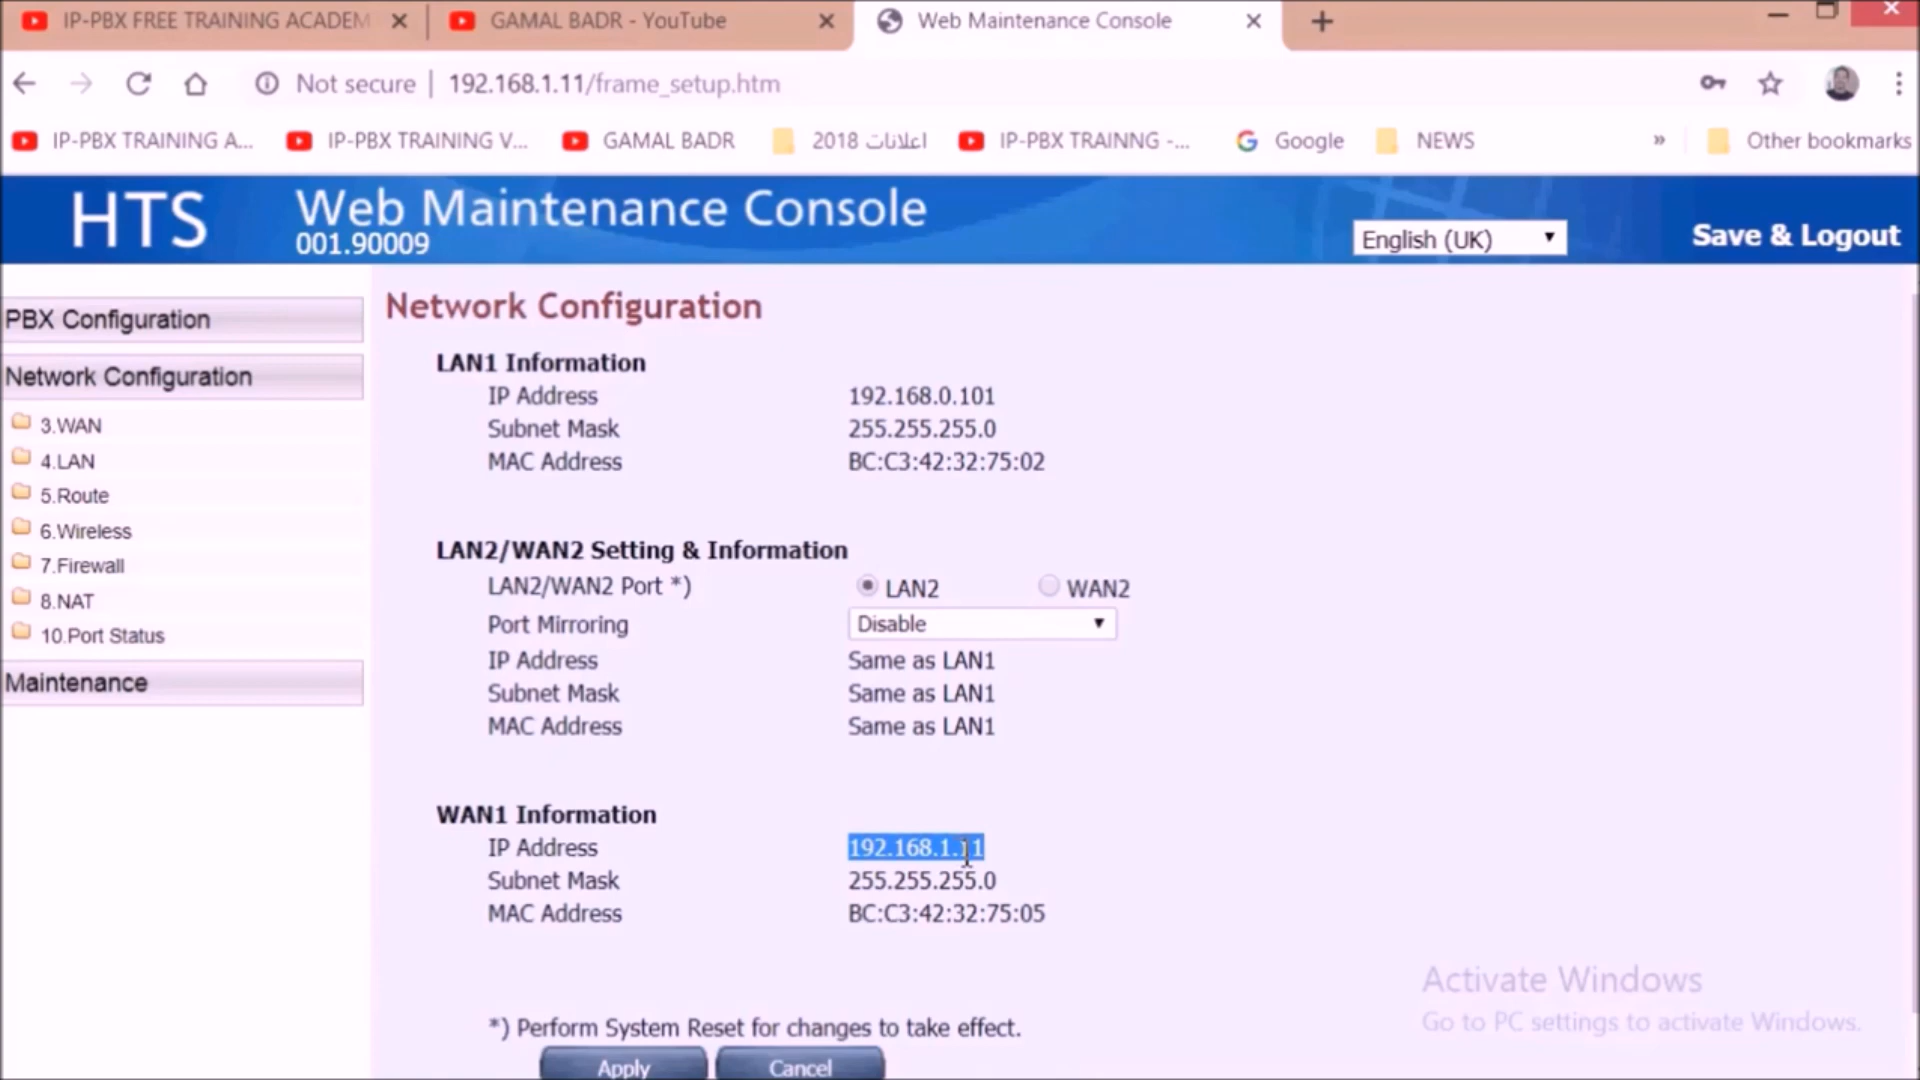 IP-PBX FREE TRAINING ACADEM
GAMAL BADR - YouTube
Web Maintenance Console
Not secure
192.168.1.11/frame_setup.htm
IP-PBX TRAINING A...
IP-PBX TRAINING V...
GAMAL BADR
اعلانات 2018
IP-PBX TRAINNG -...
Google
NEWS
»
Other bookmarks
HTS
Web Maintenance Console
001.90009
English (UK)
Save & Logout
PBX Configuration
Network Configuration
3.WAN
4.LAN
5.Route
6.Wireless
7.Firewall
8.NAT
10.Port Status
Maintenance
Network Configuration
LAN1 Information
IP Address 192.168.0.101
Subnet Mask 255.255.255.0
MAC Address BC:C3:42:32:75:02
LAN2/WAN2 Setting & Information
LAN2/WAN2 Port *) LAN2 WAN2
Port Mirroring Disable
IP Address Same as LAN1
Subnet Mask Same as LAN1
MAC Address Same as LAN1
WAN1 Information
IP Address 192.168.1.11
Subnet Mask 255.255.255.0
MAC Address BC:C3:42:32:75:05
*) Perform System Reset for changes to take effect.
Apply Cancel
Activate Windows
Go to PC settings to activate Windows.